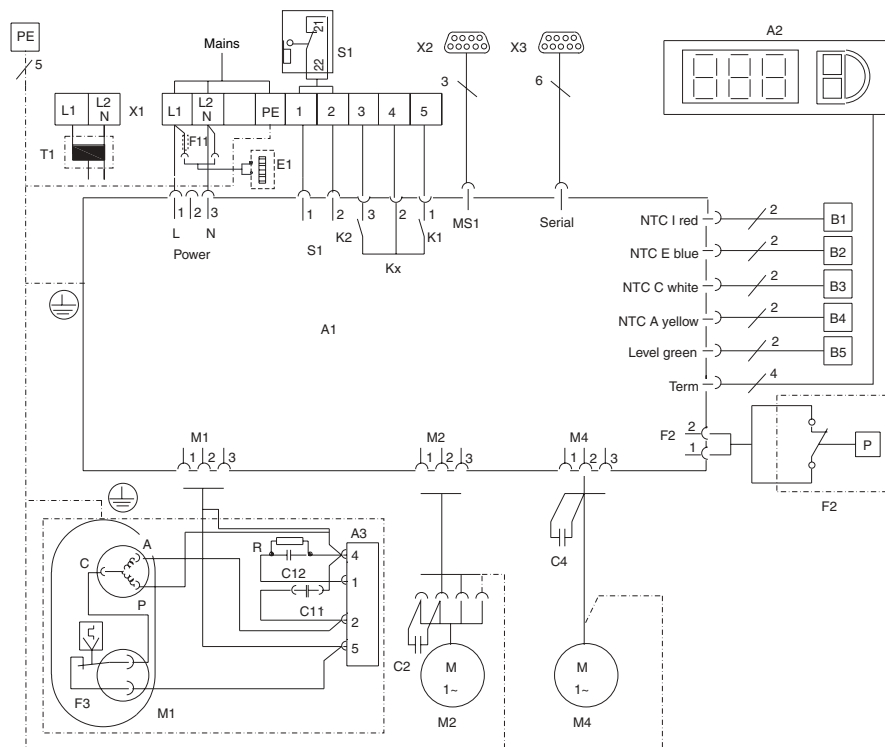 PE
5
Mains
21
22
S1
X2
X3
A2
3
6
L1
L2
N
X1
L1
L2
N
PE
1
2
3
4
5
T1
F11
E1
1
2
3
L
N
Power
1
2
S1
3
2
1
K2
K1
Kx
MS1
Serial
NTC I red
2
B1
NTC E blue
2
B2
NTC C white
2
B3
NTC A yellow
2
B4
Level green
2
B5
Term
4
A1
M1
1
2
3
M2
1
2
3
M4
1
2
3
F2
2
1
P
F2
A
C
P
F3
M1
R
C12
C11
A3
4
1
2
5
C2
M
1~
M2
C4
M
1~
M4